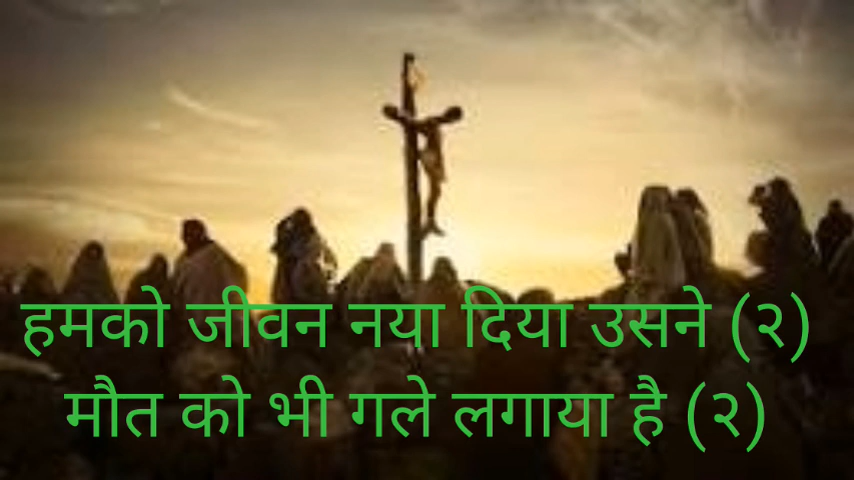 हमको जीवन नया दिया उसने (२)
मौत को भी गले लगाया है (२)